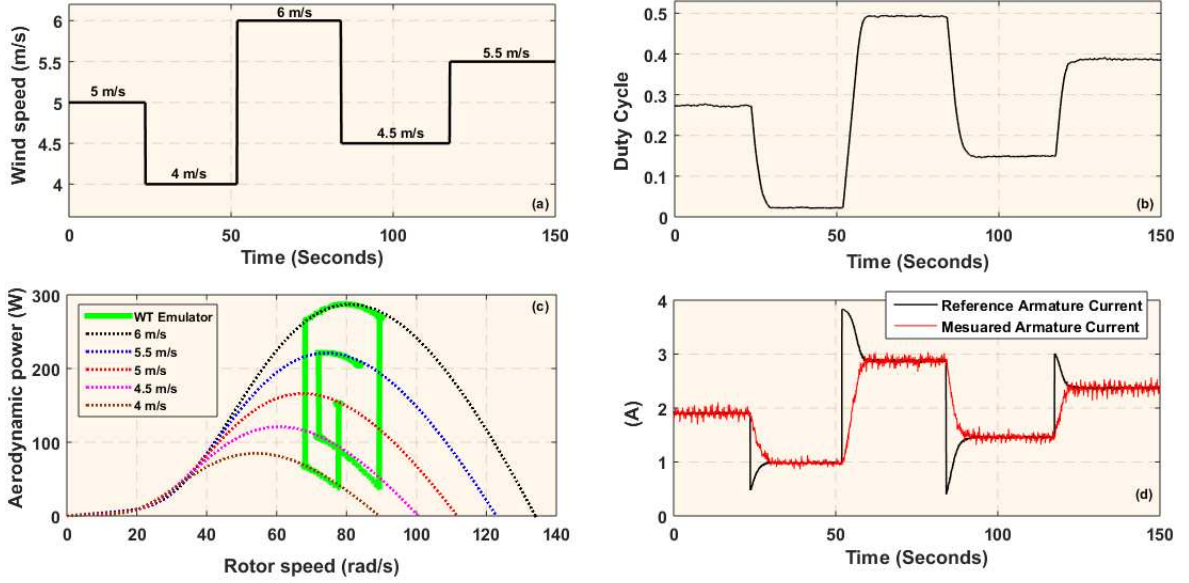 6
5.5
5
4.5
4
Wind speed (m/s)
5 m/s
4 m/s
6 m/s
4.5 m/s
5.5 m/s
(a)
0
50
100
150
Time (Seconds)
0.5
0.4
0.3
0.2
0.1
0
Duty Cycle
(b)
0
50
100
150
Time (Seconds)
300
200
100
0
Aerodynamic power (W)
WT Emulator
6 m/s
5.5 m/s
5 m/s
4.5 m/s
4 m/s
(c)
0
20
40
60
80
100
120
140
Rotor speed (rad/s)
4
3
2
1
0
(A)
Reference Armature Current
Mesuared Armature Current
(d)
0
50
100
150
Time (Seconds)